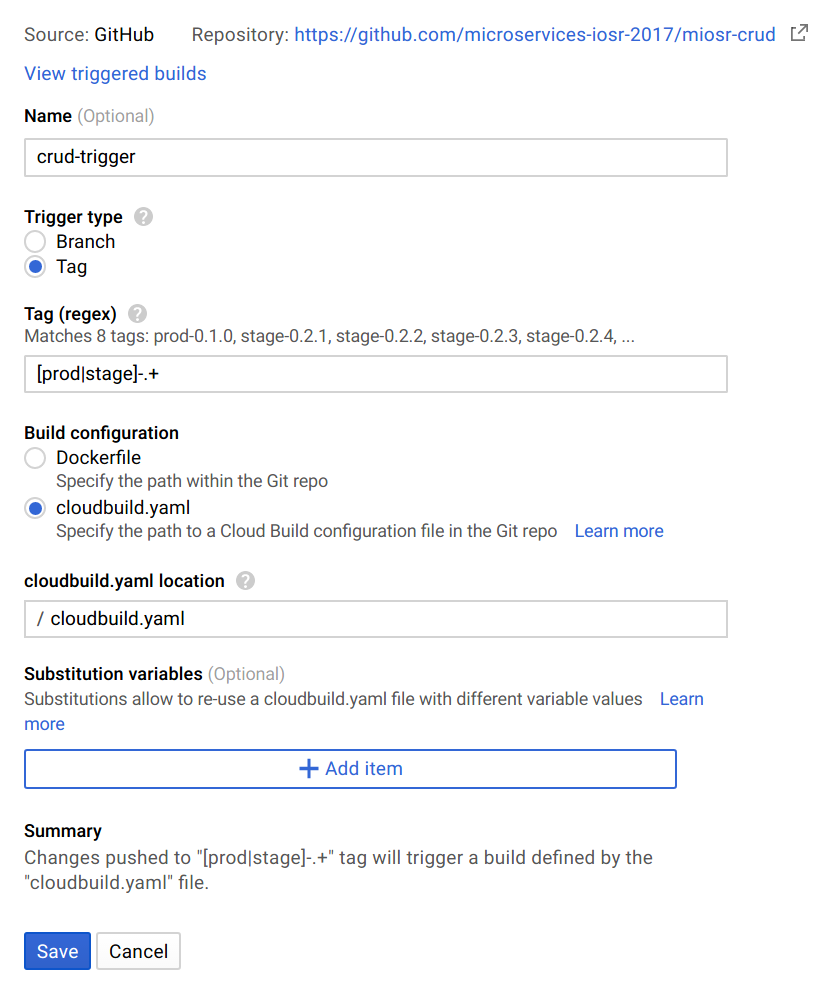 Source: GitHub Repository: https://github.com/microservices-iosr-2017/miosr-crud
View triggered builds
Name (Optional)
crud-trigger
Trigger type ?
Branch
Tag
Tag (regex) ?
Matches 8 tags: prod-0.1.0, stage-0.2.1, stage-0.2.2, stage-0.2.3, stage-0.2.4, ...
[prod|stage]-.+
Build configuration
Dockerfile
Specify the path within the Git repo
cloudbuild.yaml
Specify the path to a Cloud Build configuration file in the Git repo Learn more
cloudbuild.yaml location ?
/ cloudbuild.yaml
Substitution variables (Optional)
Substitutions allow to re-use a cloudbuild.yaml file with different variable values Learn
more
+ Add item
Summary
Changes pushed to "[prod|stage]-.+" tag will trigger a build defined by the
"cloudbuild.yaml" file.
Save Cancel